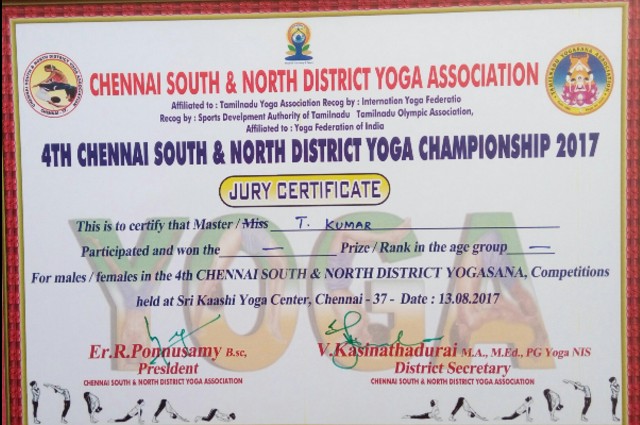 CHENNAI SOUTH & NORTH DISTRICT YOGA ASSOCIATION
Affiliated to : Tamilnadu Yoga Association Recog by : Internation Yoga Federatio
Recog by : Sports Develpment Authority of Tamilnadu Tamilnadu Olympic Association,
Affiliated to : Yoga Federation of India
4TH CHENNAI SOUTH & NORTH DISTRICT YOGA CHAMPIONSHIP 2017
JURY CERTIFICATE
This is to certify that Master / Miss T. KUMAR
Participated and won the — Prize / Rank in the age group —
For males / females in the 4th CHENNAI SOUTH & NORTH DISTRICT YOGASANA, Competitions
held at Sri Kaashi Yoga Center, Chennai - 37 - Date : 13.08.2017
YOGA
Er.R.Ponnusamy B.sc,
President
CHENNAI SOUTH & NORTH DISTRICT YOGA ASSOCIATION
V.Kasinathadurai M.A., M.Ed., PG Yoga NIS
District Secretary
CHENNAI SOUTH & NORTH DISTRICT YOGA ASSOCIATION